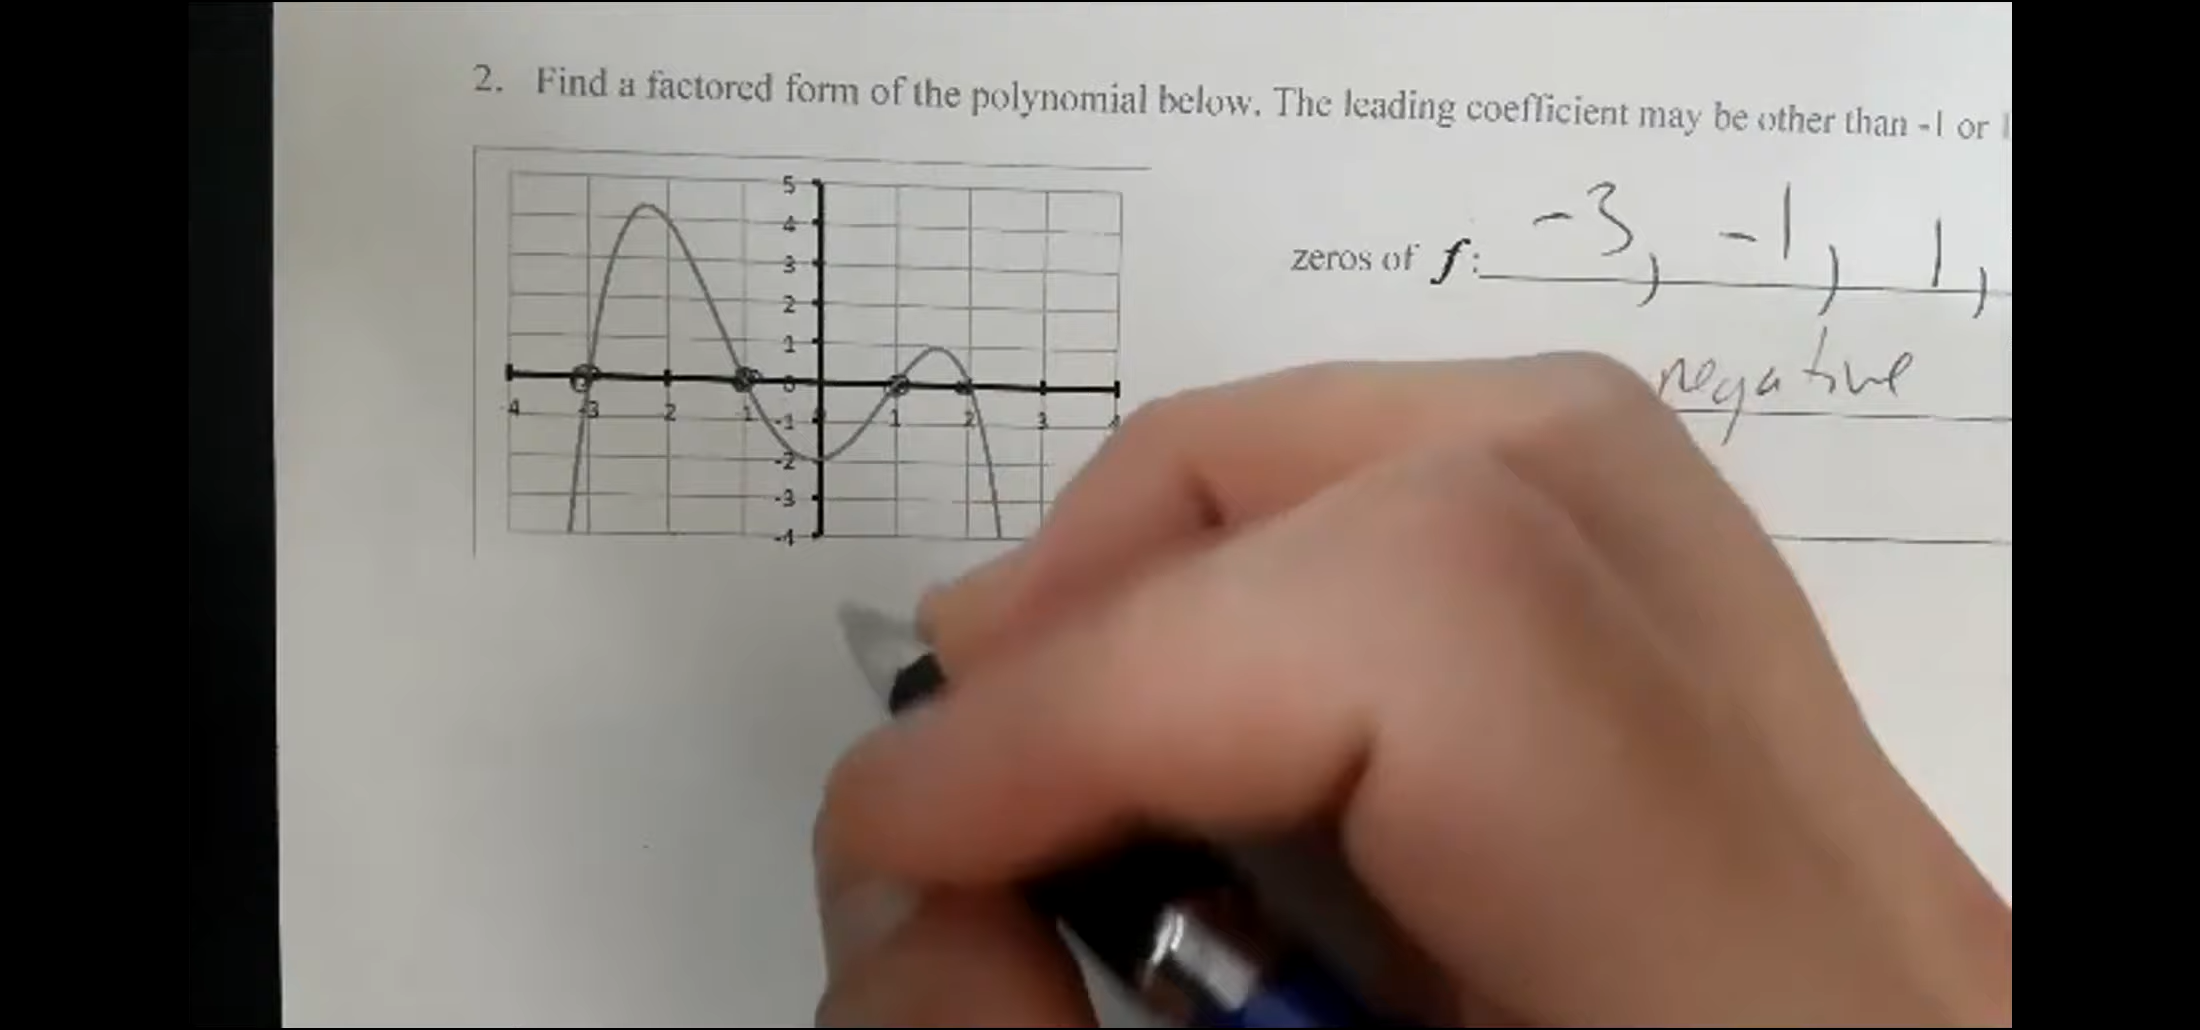 2. Find a factored form of the polynomial below. The leading coefficient may be other than -1 or
5
4
3
2
1
0
-4 -3 -2 -1 1 2 3
-1
-2
-3
-4
zeros of f: -3, -1, 1,
negative